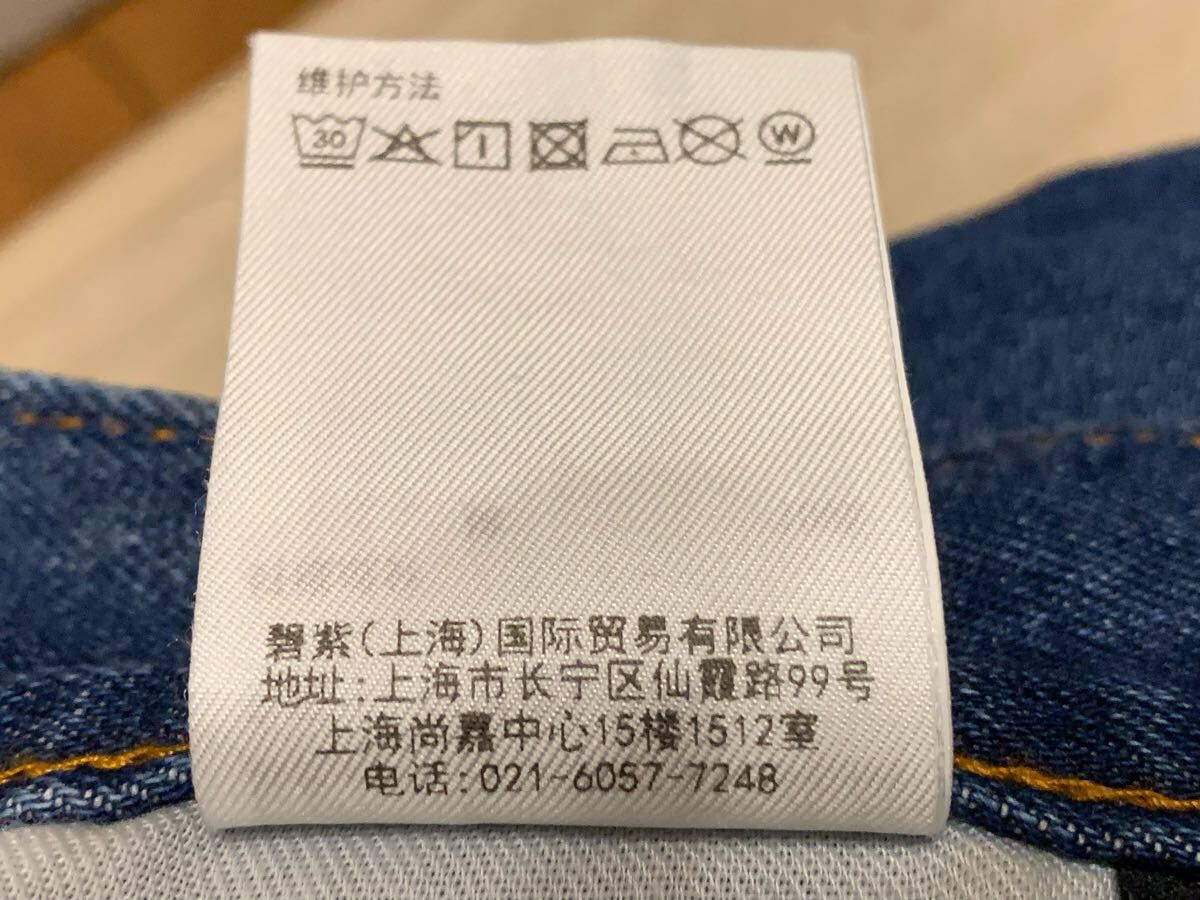 维护方法
30 W
碧紫(上海)国际贸易有限公司
地址:上海市长宁区仙霞路99号
上海尚嘉中心15楼1512室
电话:021-6057-7248